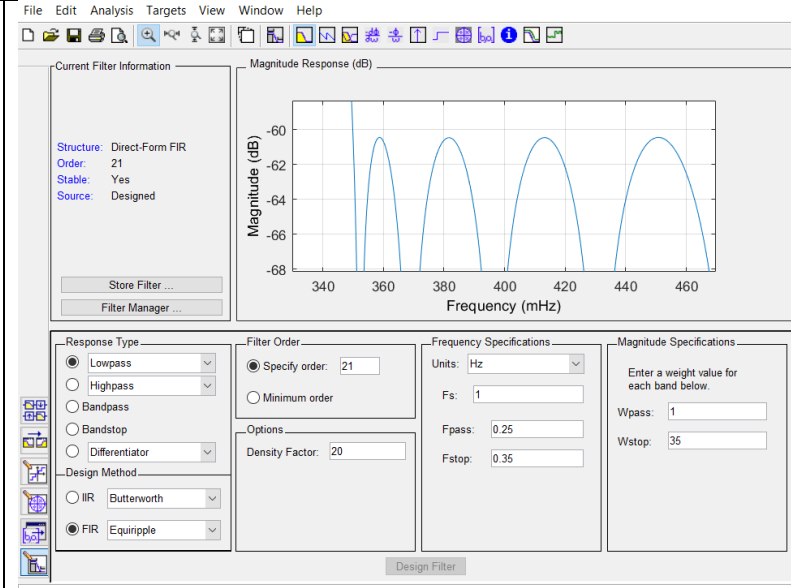 File Edit Analysis Targets View Window Help
Current Filter Information
Structure: Direct-Form FIR
Order: 21
Stable: Yes
Source: Designed
Store Filter ...
Filter Manager ...
Magnitude Response (dB)
Magnitude (dB)
-60
-62
-64
-66
-68
340 360 380 400 420 440 460
Frequency (mHz)
Response Type
Lowpass
Highpass
Bandpass
Bandstop
Differentiator
Design Method
IIR Butterworth
FIR Equiripple
Filter Order
Specify order: 21
Minimum order
Options
Density Factor: 20
Frequency Specifications
Units: Hz
Fs: 1
Fpass: 0.25
Fstop: 0.35
Magnitude Specifications
Enter a weight value for
each band below.
Wpass: 1
Wstop: 35
Design Filter